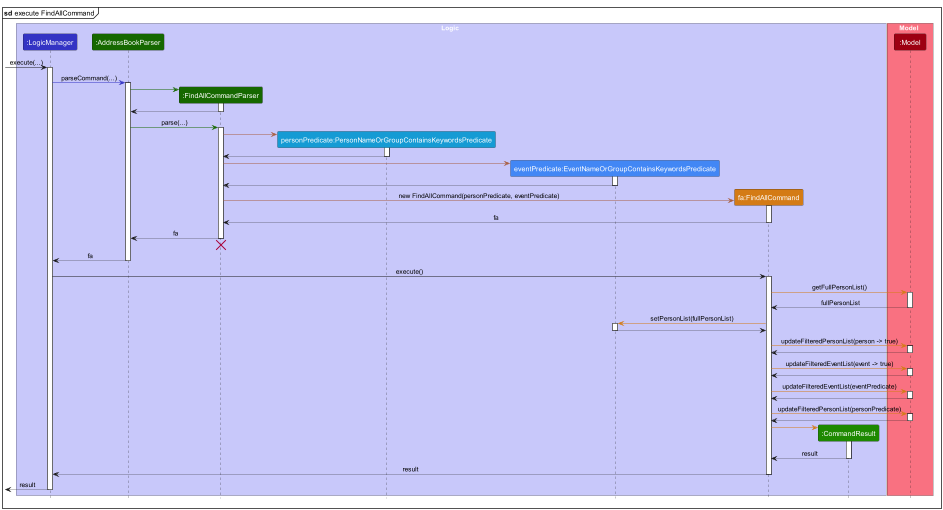 sd execute FindAllCommand
Logic
Model
:LogicManager
:AddressBookParser
:Model
execute(...)
parseCommand(...)
:FindAllCommandParser
parse(...)
personPredicate:PersonNameOrGroupContainsKeywordsPredicate
eventPredicate:EventNameOrGroupContainsKeywordsPredicate
new FindAllCommand(personPredicate, eventPredicate)
fa:FindAllCommand
fa
fa
fa
execute()
getFullPersonList()
fullPersonList
setPersonList(fullPersonList)
updateFilteredPersonList(person -> true)
updateFilteredEventList(event -> true)
updateFilteredEventList(eventPredicate)
updateFilteredPersonList(personPredicate)
:CommandResult
result
result
result